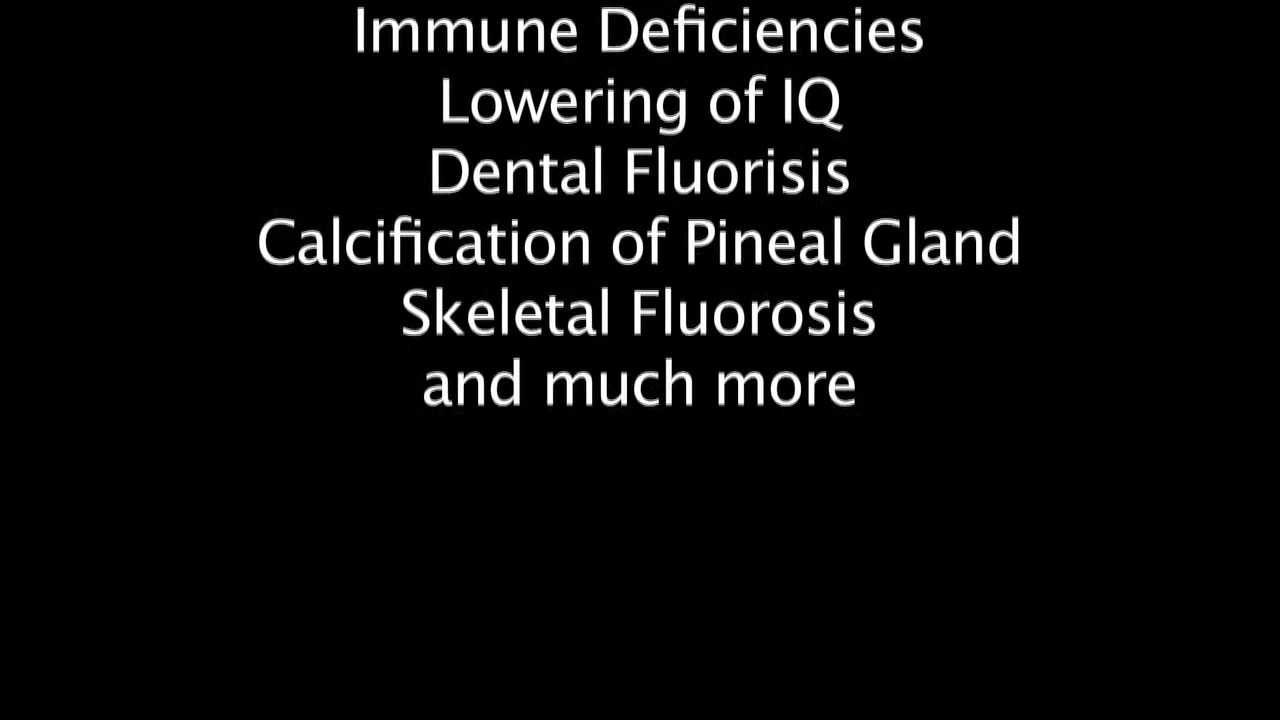 Immune Deficiencies
Lowering of IQ
Dental Fluorisis
Calcification of Pineal Gland
Skeletal Fluorosis
and much more